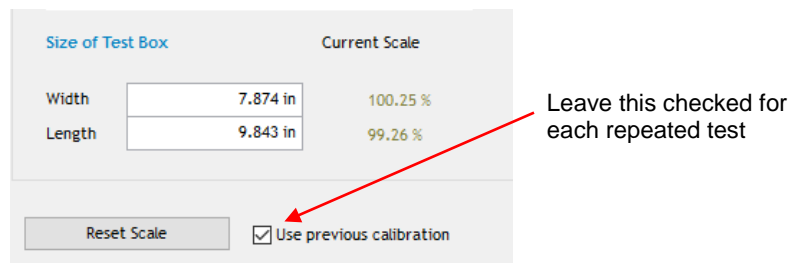 Size of Test Box Current Scale
Width 7.874 in 100.25 %
Length 9.843 in 99.26 %
Leave this checked for
each repeated test
Reset Scale Use previous calibration